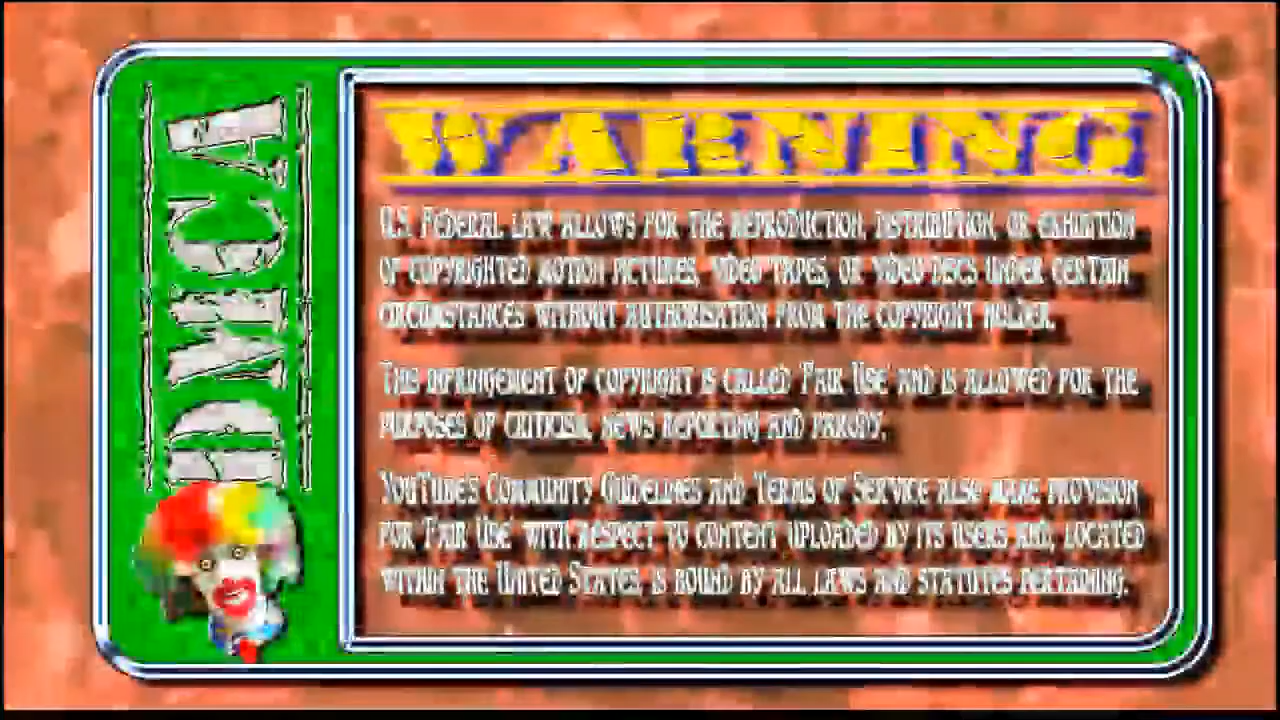 DMCA
WARNING
U.S. Federal law allows for the reproduction, distribution, or exhibition
of copyrighted motion pictures, video tapes, or video discs under certain
circumstances without authorisation from the copyright holder.
This infringement of copyright is called 'Fair Use' and is allowed for the
purposes of criticism, news reporting and parody.
YouTube's Community Guidelines and Terms of Service also make provision
for 'Fair Use' with respect to content uploaded by its users and, located
within the United States, is bound by all laws and statutes pertaining.